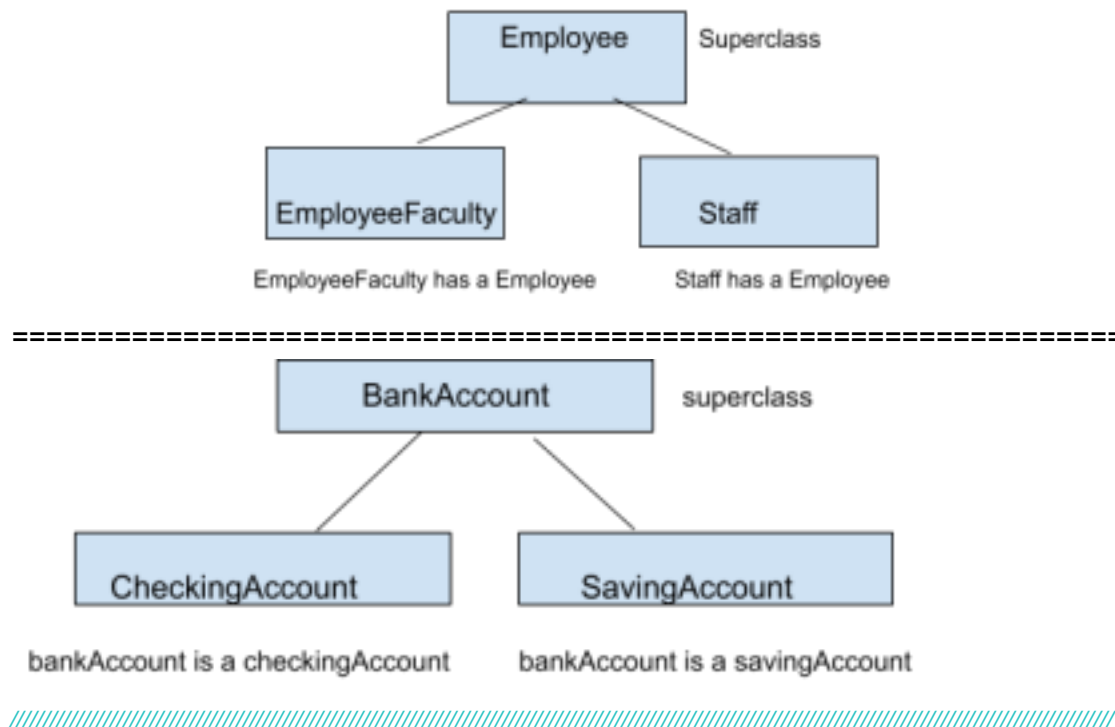 Employee Superclass
EmployeeFaculty Staff
EmployeeFaculty has a Employee Staff has a Employee
====================================================================
BankAccount superclass
CheckingAccount SavingAccount
bankAccount is a checkingAccount bankAccount is a savingAccount
////////////////////////////////////////////////////////////////////////////////////////////////////////////////////////////////////////////////////////////////